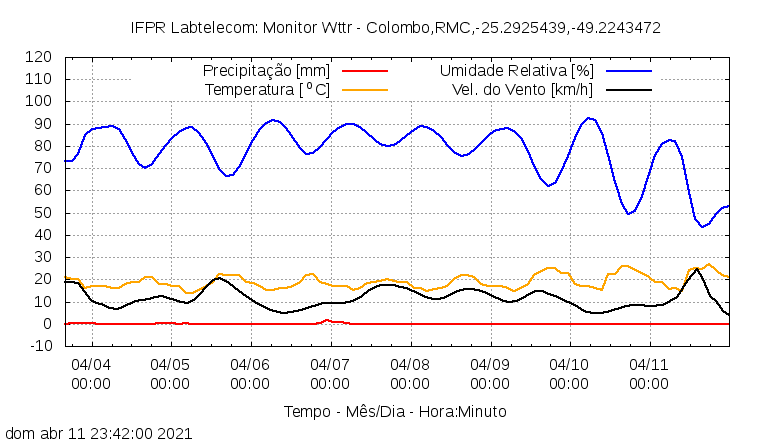 IFPR Labtelecom: Monitor Wttr - Colombo,RMC,-25.2925439,-49.2243472
120
110
100
90
80
70
60
50
40
30
20
10
0
-10
Precipitação [mm]
Temperatura [ ⁰C]
Umidade Relativa [%]
Vel. do Vento [km/h]
04/04 04/05 04/06 04/07 04/08 04/09 04/10 04/11
00:00 00:00 00:00 00:00 00:00 00:00 00:00 00:00
Tempo - Mês/Dia - Hora:Minuto
dom abr 11 23:42:00 2021